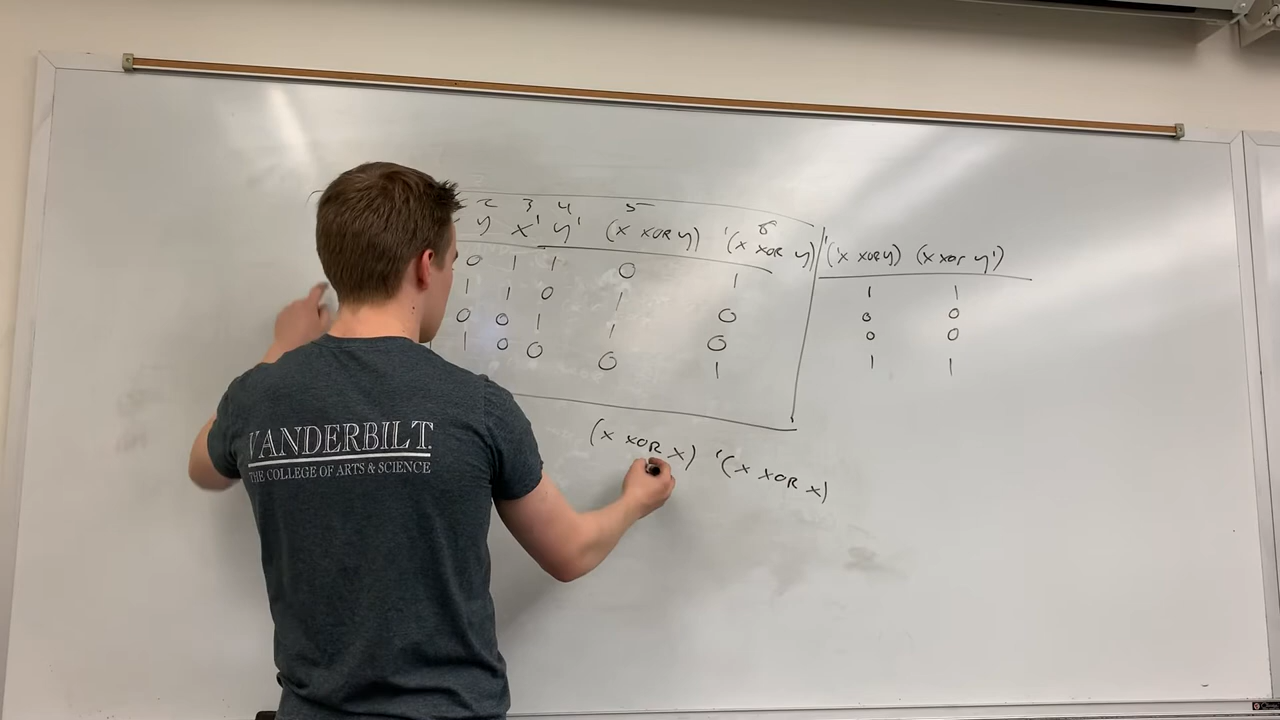 2 3 4 5 6
y x' y' (x xOR y) '(x xOR y) '(x xOR y) (x xor y')
0 1 1 0 1 1 1
1 1 0 1 0 0 0
0 0 1 1 0 0 0
1 0 0 0 1 1 1
(x xOR x) '(x xOR x)
VANDERBILT
THE COLLEGE OF ARTS & SCIENCE